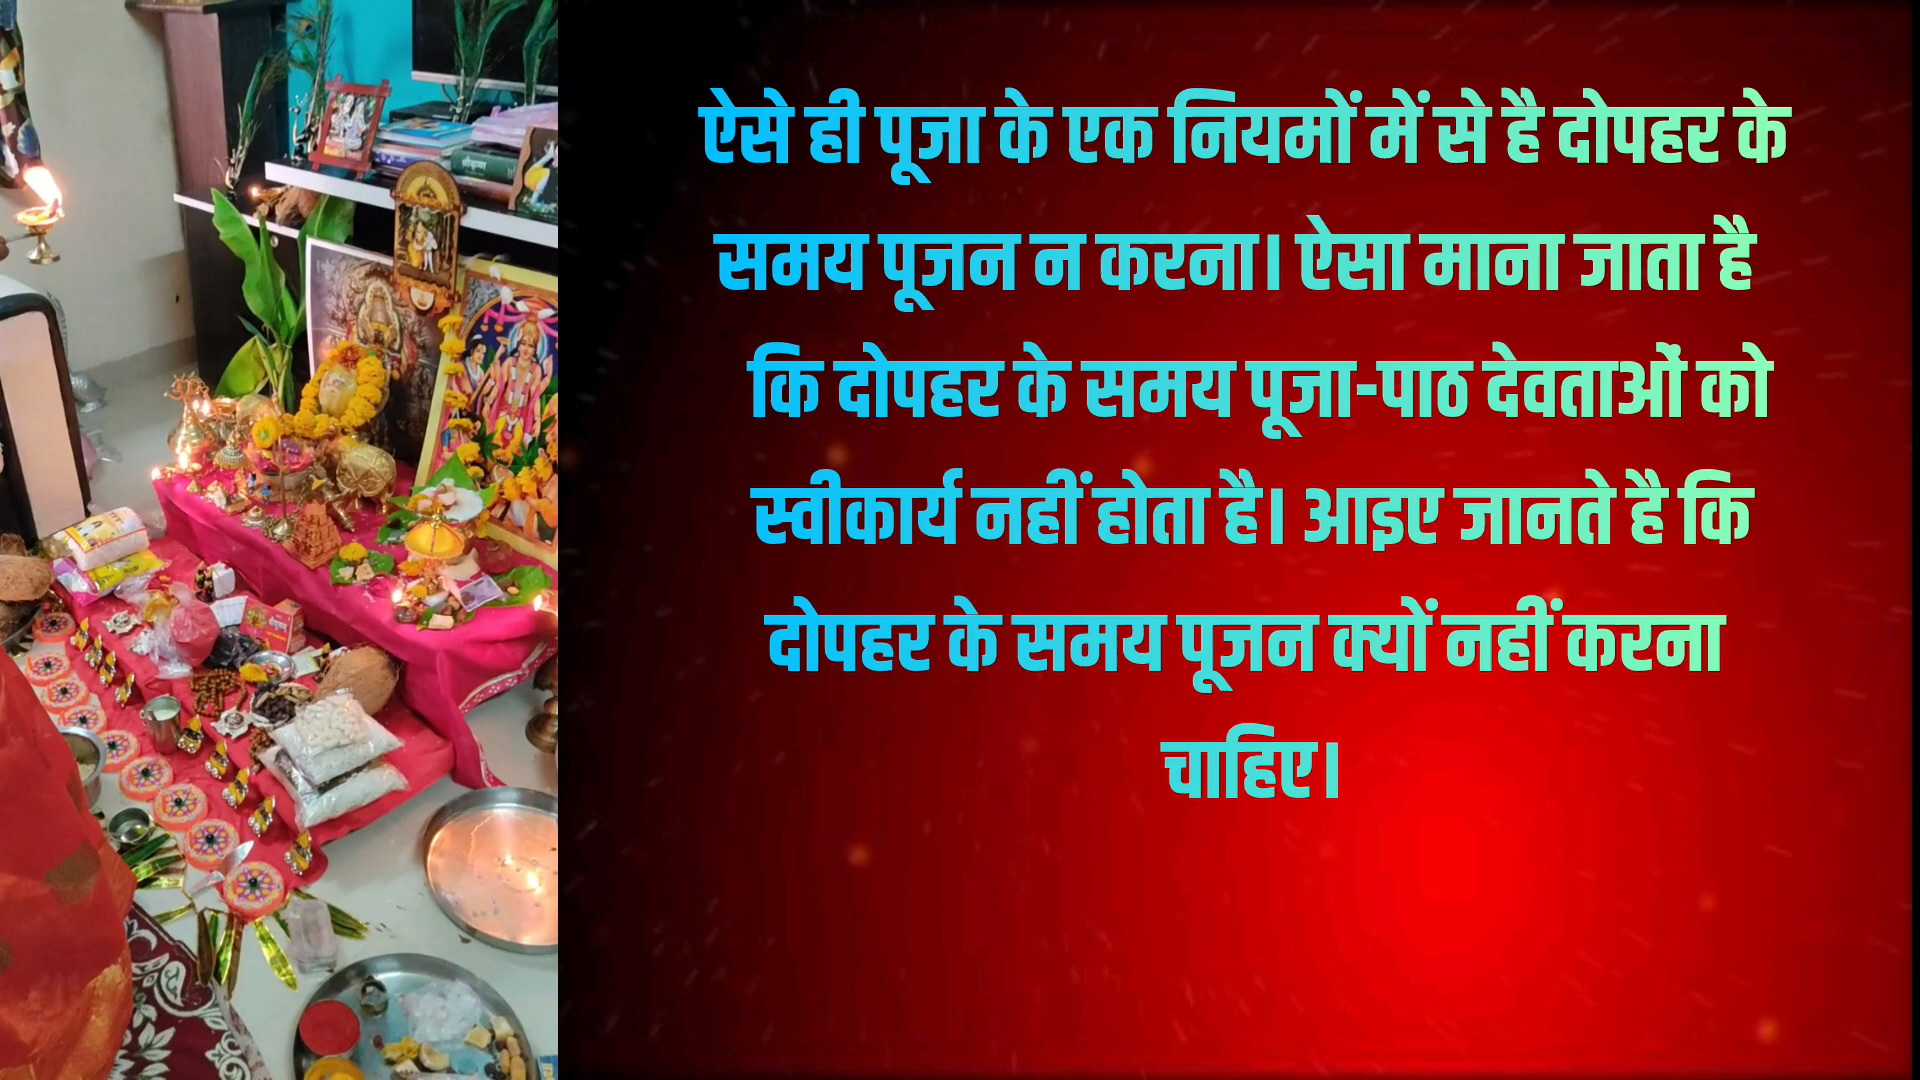 ऐसे ही पूजा के एक नियमों में से है दोपहर के
समय पूजन न करना। ऐसा माना जाता है
कि दोपहर के समय पूजा-पाठ देवताओं को
स्वीकार्य नहीं होता है। आइए जानते है कि
दोपहर के समय पूजन क्यों नहीं करना
चाहिए।